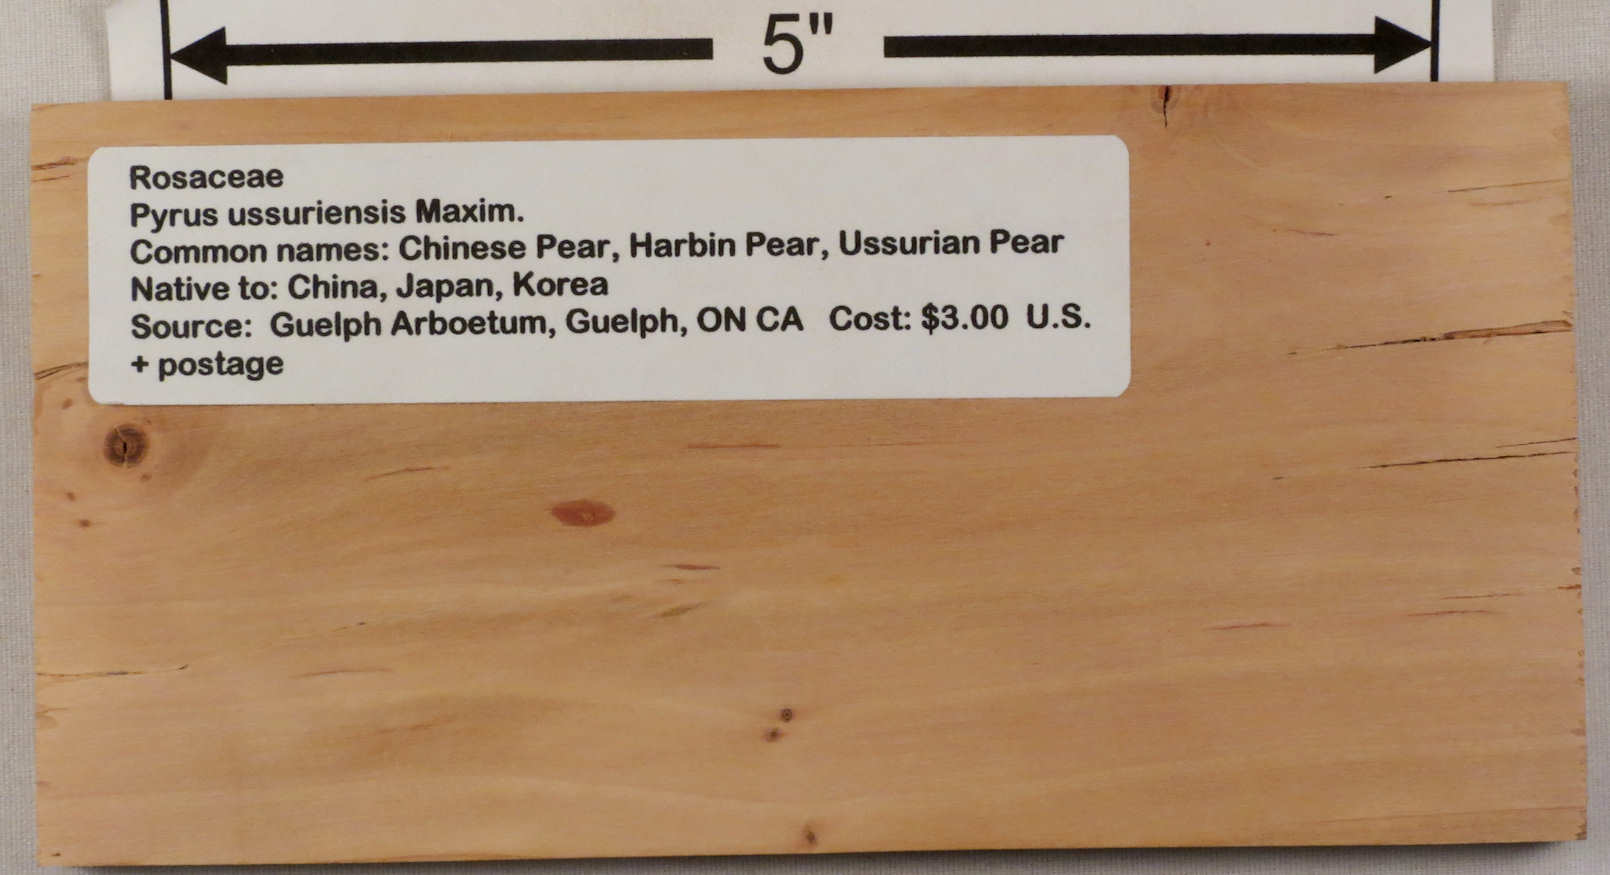 5"
Rosaceae
Pyrus ussuriensis Maxim.
Common names: Chinese Pear, Harbin Pear, Ussurian Pear
Native to: China, Japan, Korea
Source:  Guelph Arboetum, Guelph, ON CA   Cost: $3.00  U.S.
+ postage